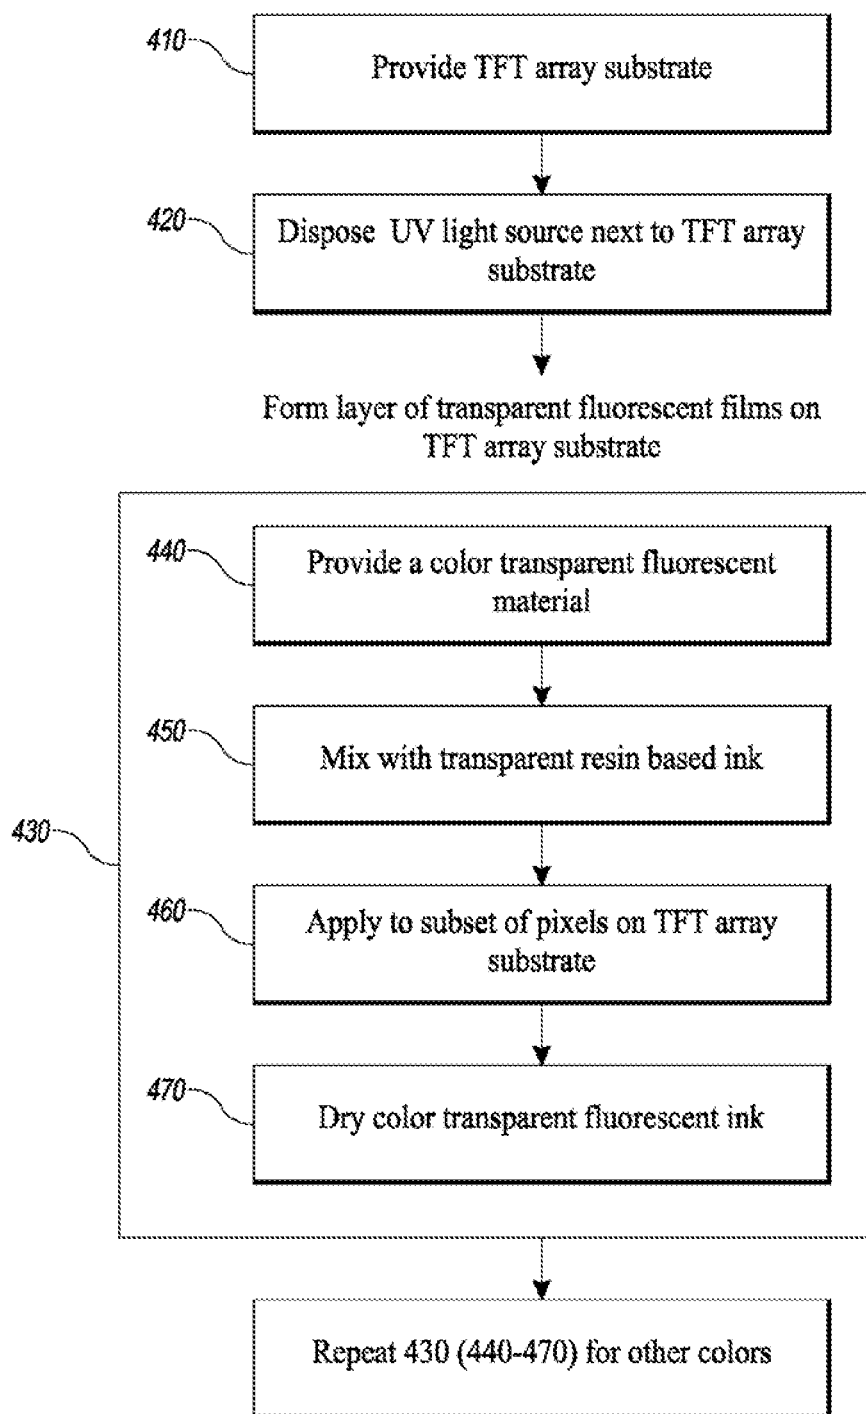 410
Provide TFT array substrate
420
Dispose UV light source next to TFT array
substrate
Form layer of transparent fluorescent films on
TFT array substrate
440
Provide a color transparent fluorescent
material
450
Mix with transparent resin based ink
430
460
Apply to subset of pixels on TFT array
substrate
470
Dry color transparent fluorescent ink
Repeat 430 (440-470) for other colors